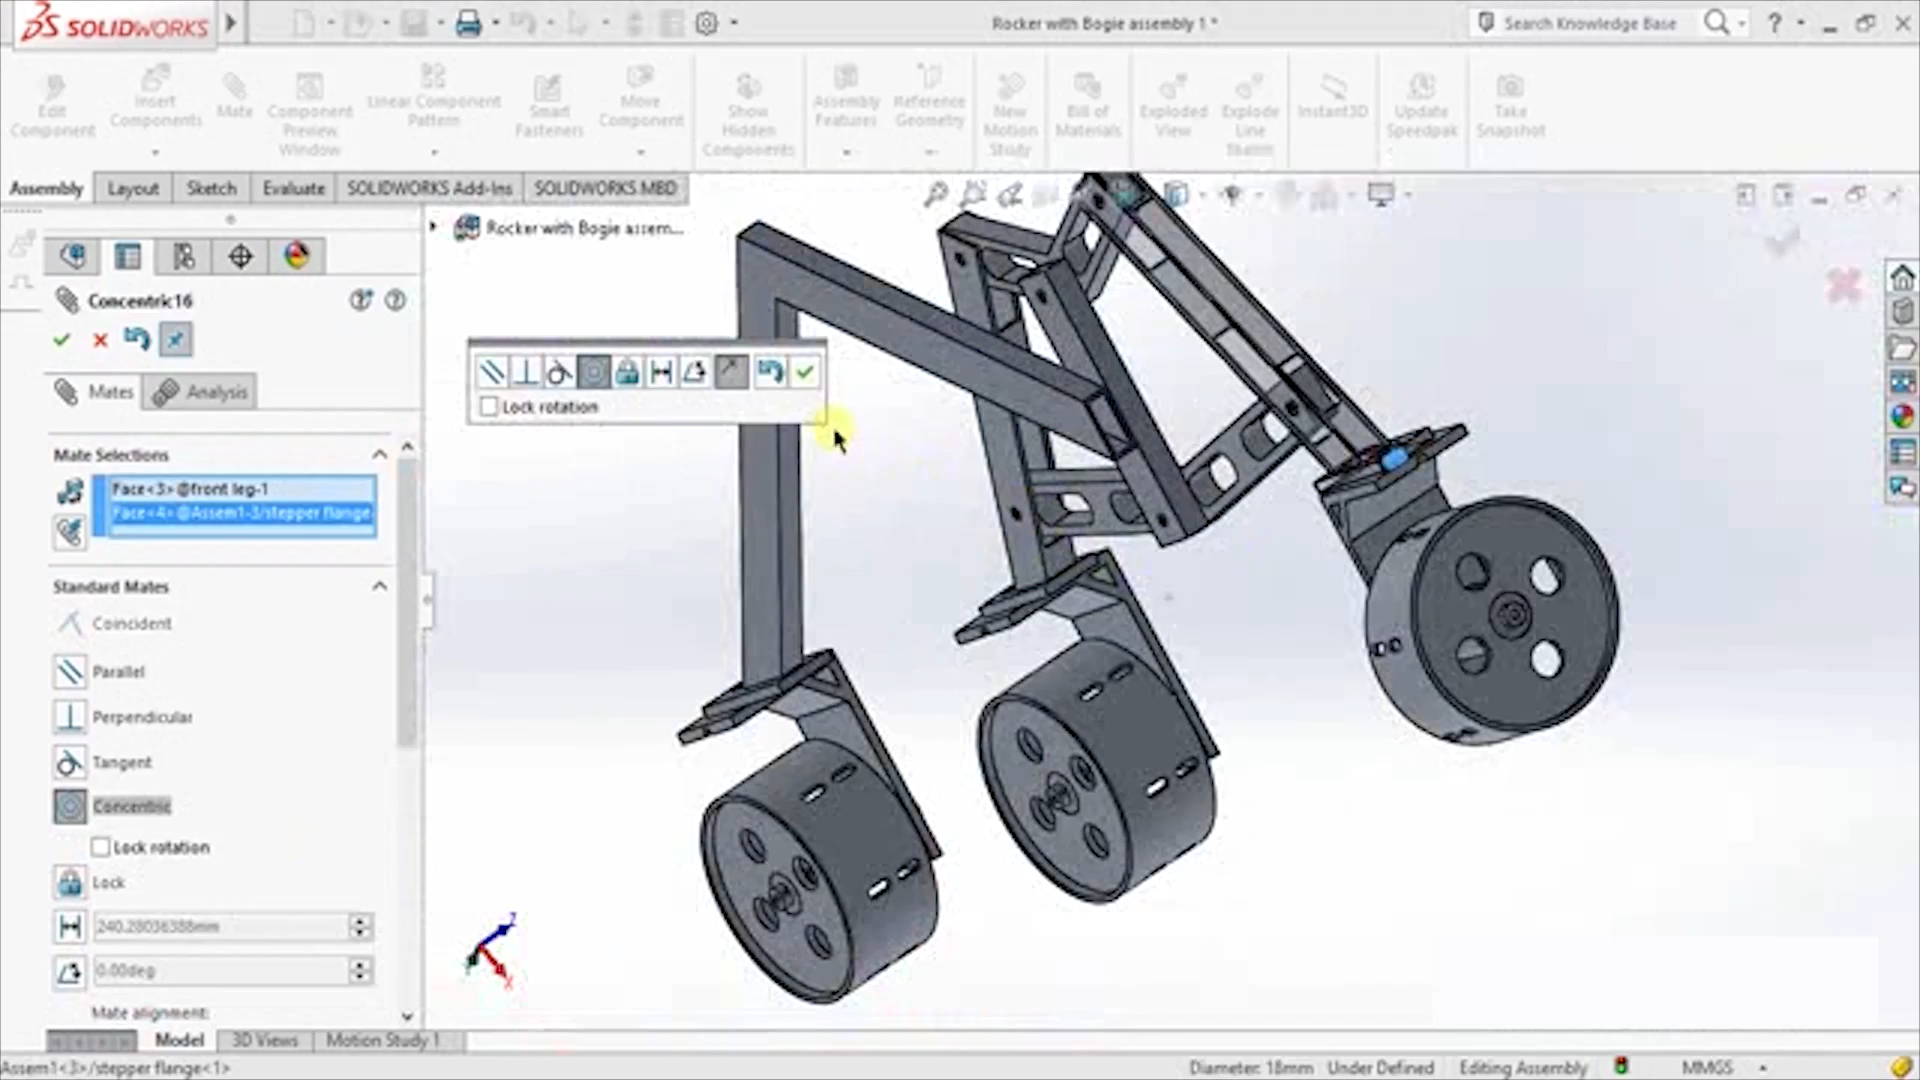 SOLIDWORKS
Rocker with Bogie assembly 1 *
Search Knowledge Base
Edit Component
Insert Components
Mate
Component Preview Window
Linear Component Pattern
Smart Fasteners
Move Component
Show Hidden Components
Assembly Features
Reference Geometry
New Motion Study
Bill of Materials
Exploded View
Explode Line Sketch
Instant3D
Update Speedpak
Take Snapshot
Assembly
Layout
Sketch
Evaluate
SOLIDWORKS Add-Ins
SOLIDWORKS MBD
Rocker with Bogie assem...
Concentric16
Mates
Analysis
Lock rotation
Mate Selections
Face<3>@front leg-1
Face<4>@Assem1-3/stepper flange-
Standard Mates
Coincident
Parallel
Perpendicular
Tangent
Concentric
Lock rotation
Lock
240.28036388mm
0.00deg
Mate alignment:
Z
X
Model
3D Views
Motion Study 1
Assem1<3>/stepper flange<1>
Diameter: 18mm
Under Defined
Editing Assembly
MMGS